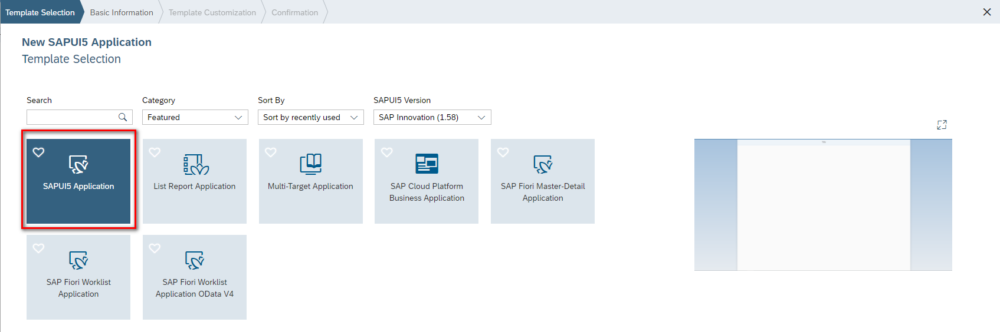 Template Selection
Basic Information
Template Customization
Confirmation
New SAPUI5 Application
Template Selection
Search
Category
Sort By
SAPUI5 Version
Featured
Sort by recently used
SAP Innovation (1.58)
SAPUI5 Application
List Report Application
Multi-Target Application
SAP Cloud Platform
Business Application
SAP Fiori Master-Detail
Application
SAP Fiori Worklist
Application
SAP Fiori Worklist
Application OData V4